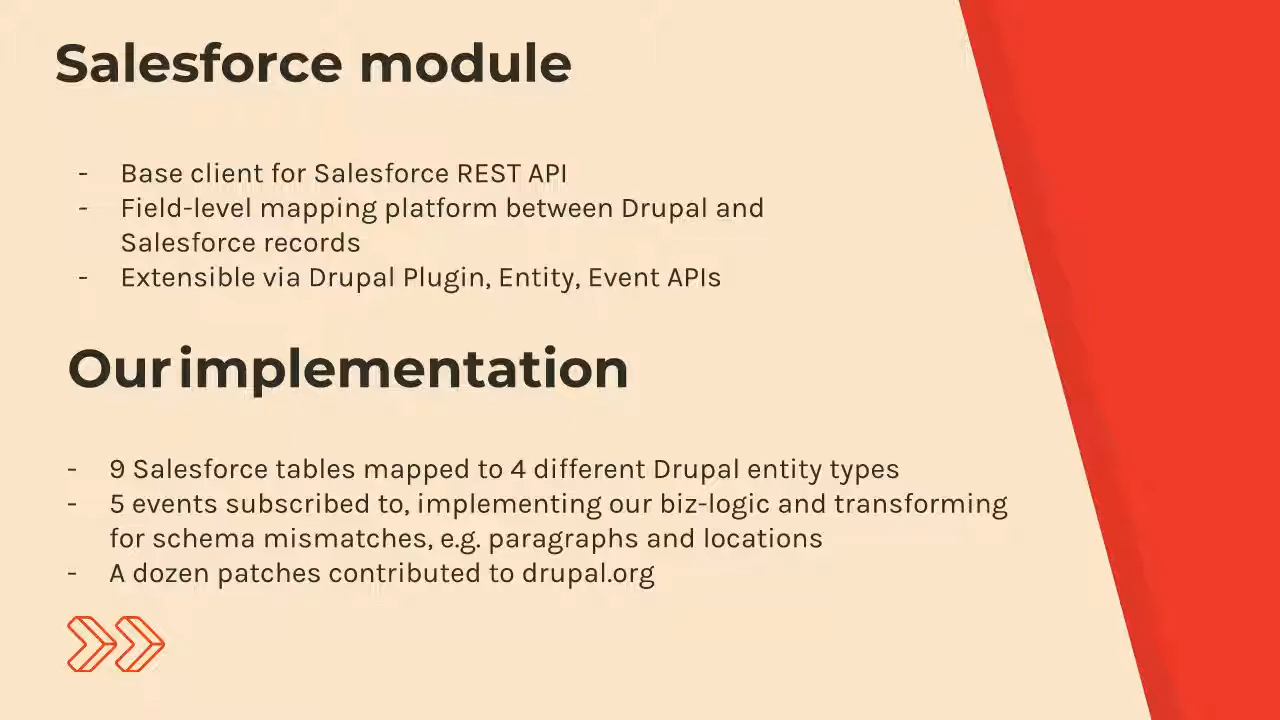 Salesforce module
- Base client for Salesforce REST API
- Field-level mapping platform between Drupal and
Salesforce records
- Extensible via Drupal Plugin, Entity, Event APIs
Our implementation
- 9 Salesforce tables mapped to 4 different Drupal entity types
- 5 events subscribed to, implementing our biz-logic and transforming
for schema mismatches, e.g. paragraphs and locations
- A dozen patches contributed to drupal.org